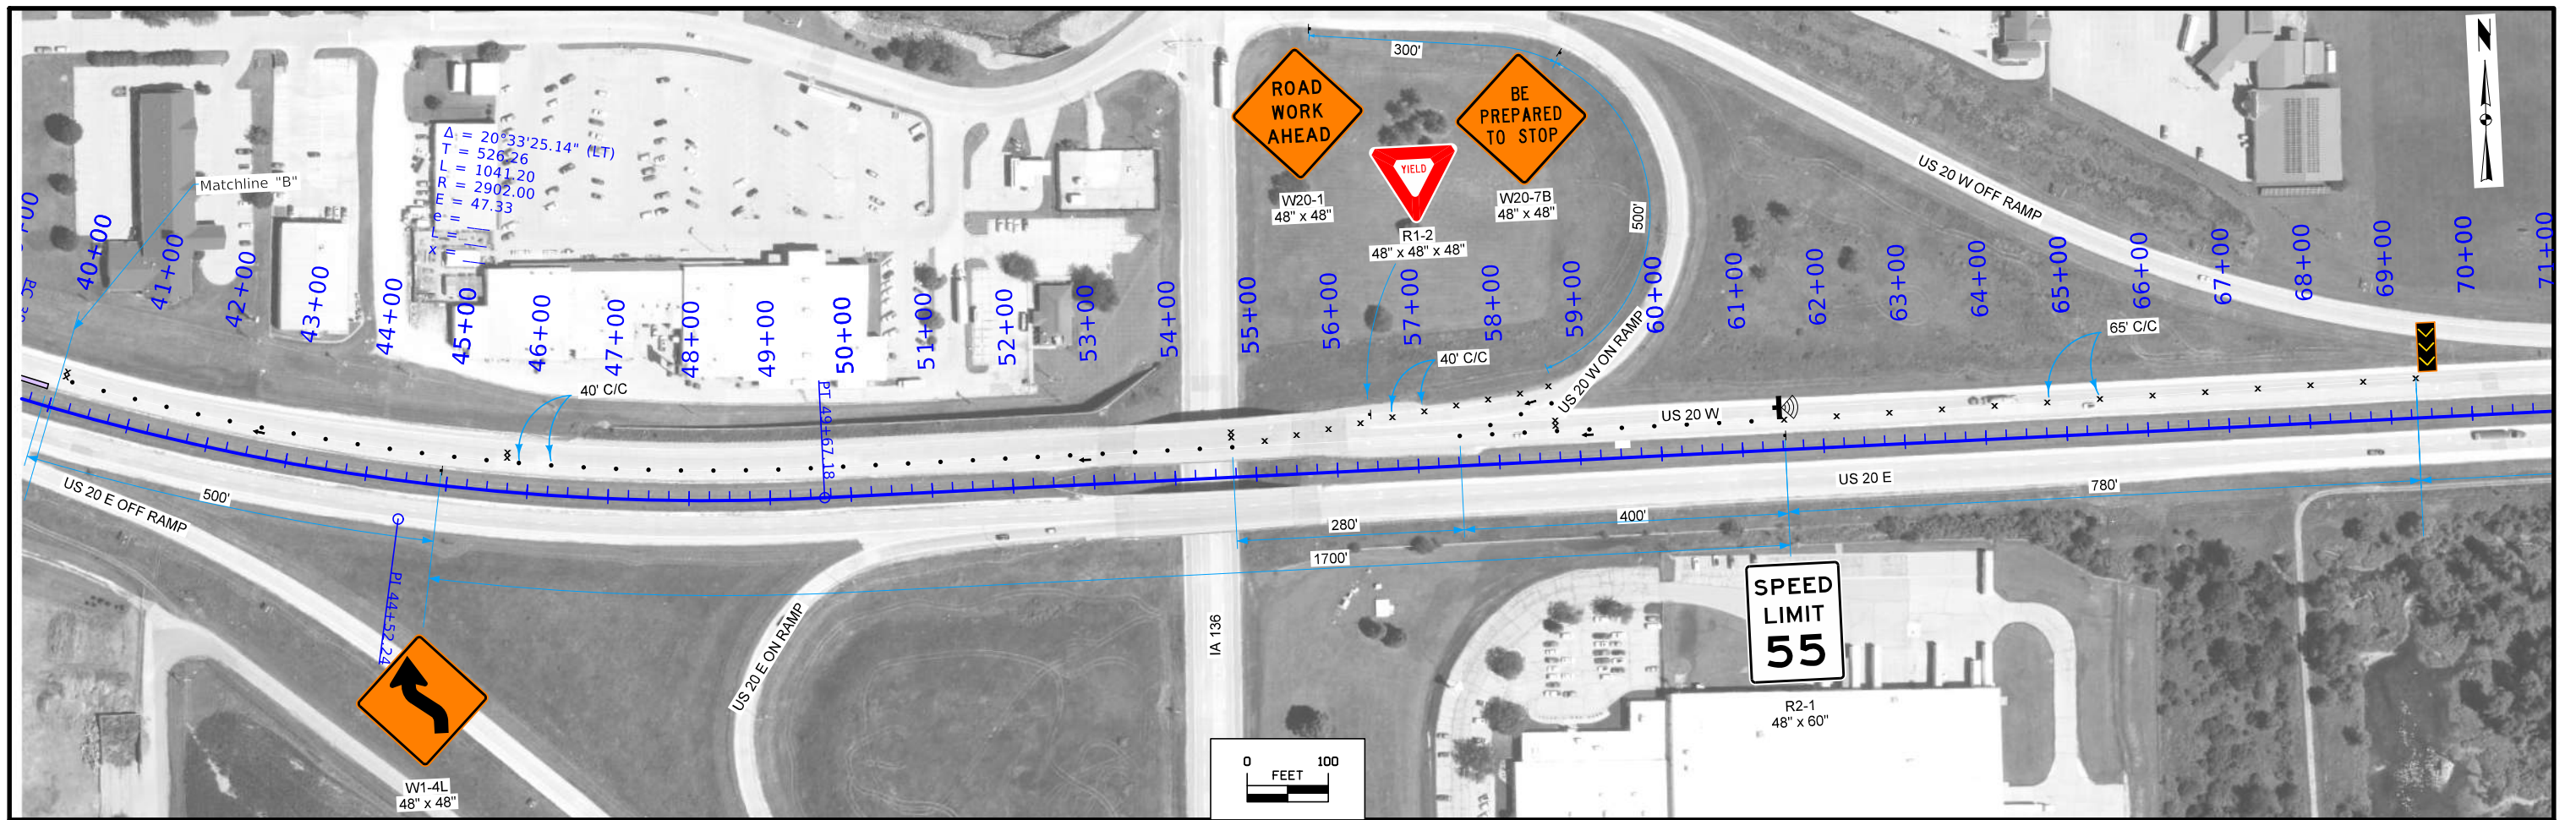 300'
ROAD
WORK
AHEAD
W20-1
48" x 48"
YIELD
R1-2
48" x 48" x 48"
BE
PREPARED
TO STOP
W20-7B
48" x 48"
500'
US 20 W OFF RAMP
Δ = 20°33'25.14" (LT)
T = 526.26
L = 1041.20
R = 2902.00
E = 47.33
e = ___
L = ___
x = ___
Matchline "B"
PC
40+00
41+00
42+00
43+00
44+00
45+00
46+00
47+00
48+00
49+00
50+00
51+00
52+00
53+00
54+00
55+00
56+00
57+00
58+00
59+00
60+00
61+00
62+00
63+00
64+00
65+00
66+00
67+00
68+00
69+00
70+00
71+00
65' C/C
40' C/C
40' C/C
US 20 W ON RAMP
US 20 W
PT 49+67.18
US 20 E
US 20 E OFF RAMP
500'
780'
400'
280'
1700'
PI 44+52.24
US 20 E ON RAMP
IA 136
SPEED
LIMIT
55
R2-1
48" x 60"
W1-4L
48" x 48"
0 100
FEET
N